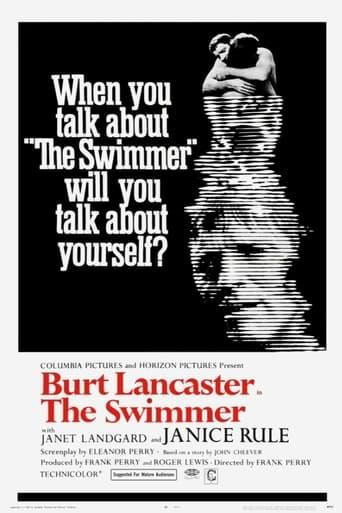 When you
talk about
"The Swimmer"
will you
talk about
yourself?
COLUMBIA PICTURES and HORIZON PICTURES Present
Burt Lancaster in
The Swimmer
with
JANET LANDGARD and JANICE RULE
Screenplay by ELEANOR PERRY · Based on a story by JOHN CHEEVER
Produced by FRANK PERRY and ROGER LEWIS · Directed by FRANK PERRY
TECHNICOLOR® Suggested For Mature Audiences